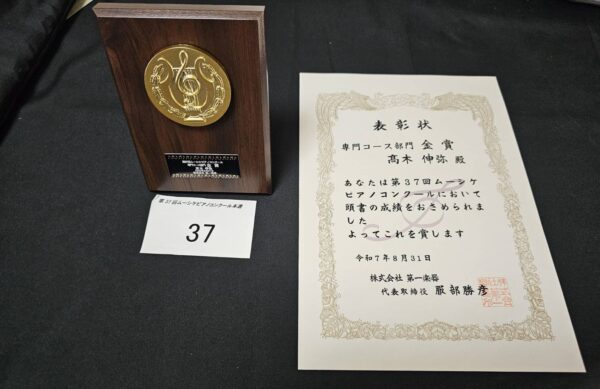 第37回ムーシケピアノコンクール本選
37
表彰状
専門コース部門 金賞
髙木 伸弥 殿
あなたは第37回ムーシケ
ピアノコンクールにおいて
頭書の成績をおさめられま
した
よってこれを賞します
令和7年8月31日
株式会社 第一楽器
代表取締役 服部勝彦